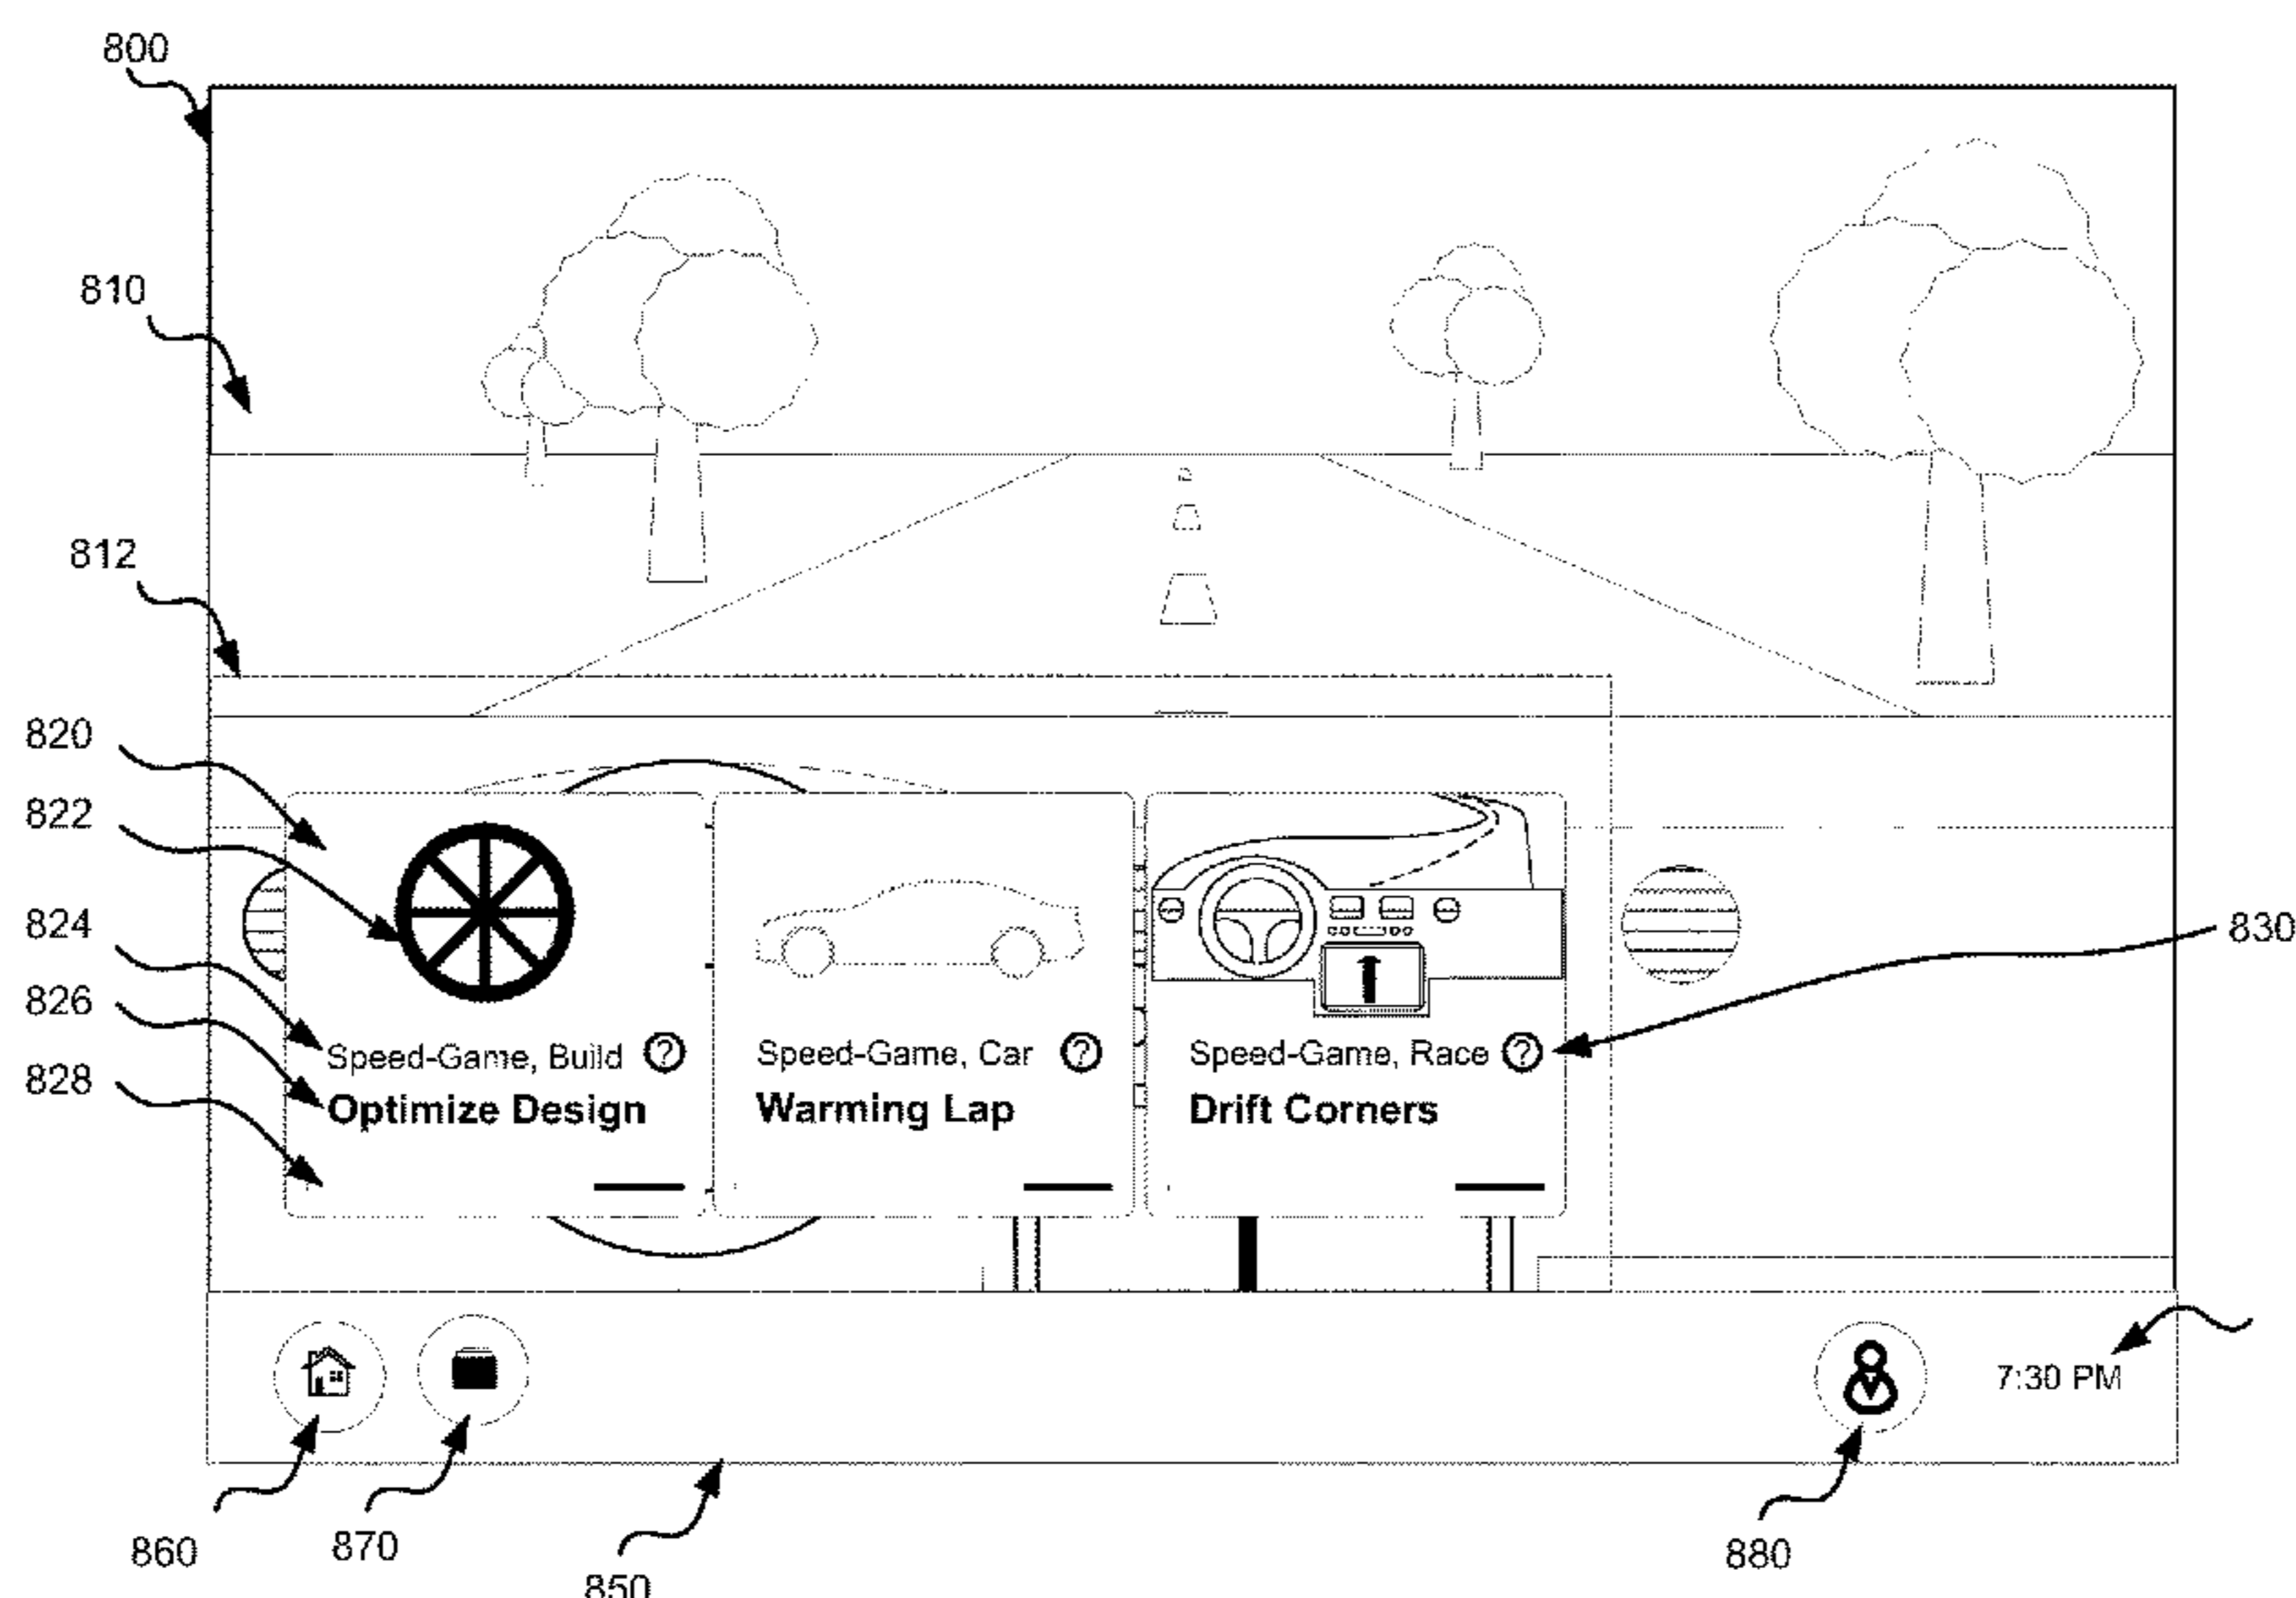 800
810
812
820
822
824
826
828
830
Speed-Game, Build ?
Optimize Design
Speed-Game, Car ?
Warming Lap
Speed-Game, Race ?
Drift Corners
7:30 PM
860
870
850
880